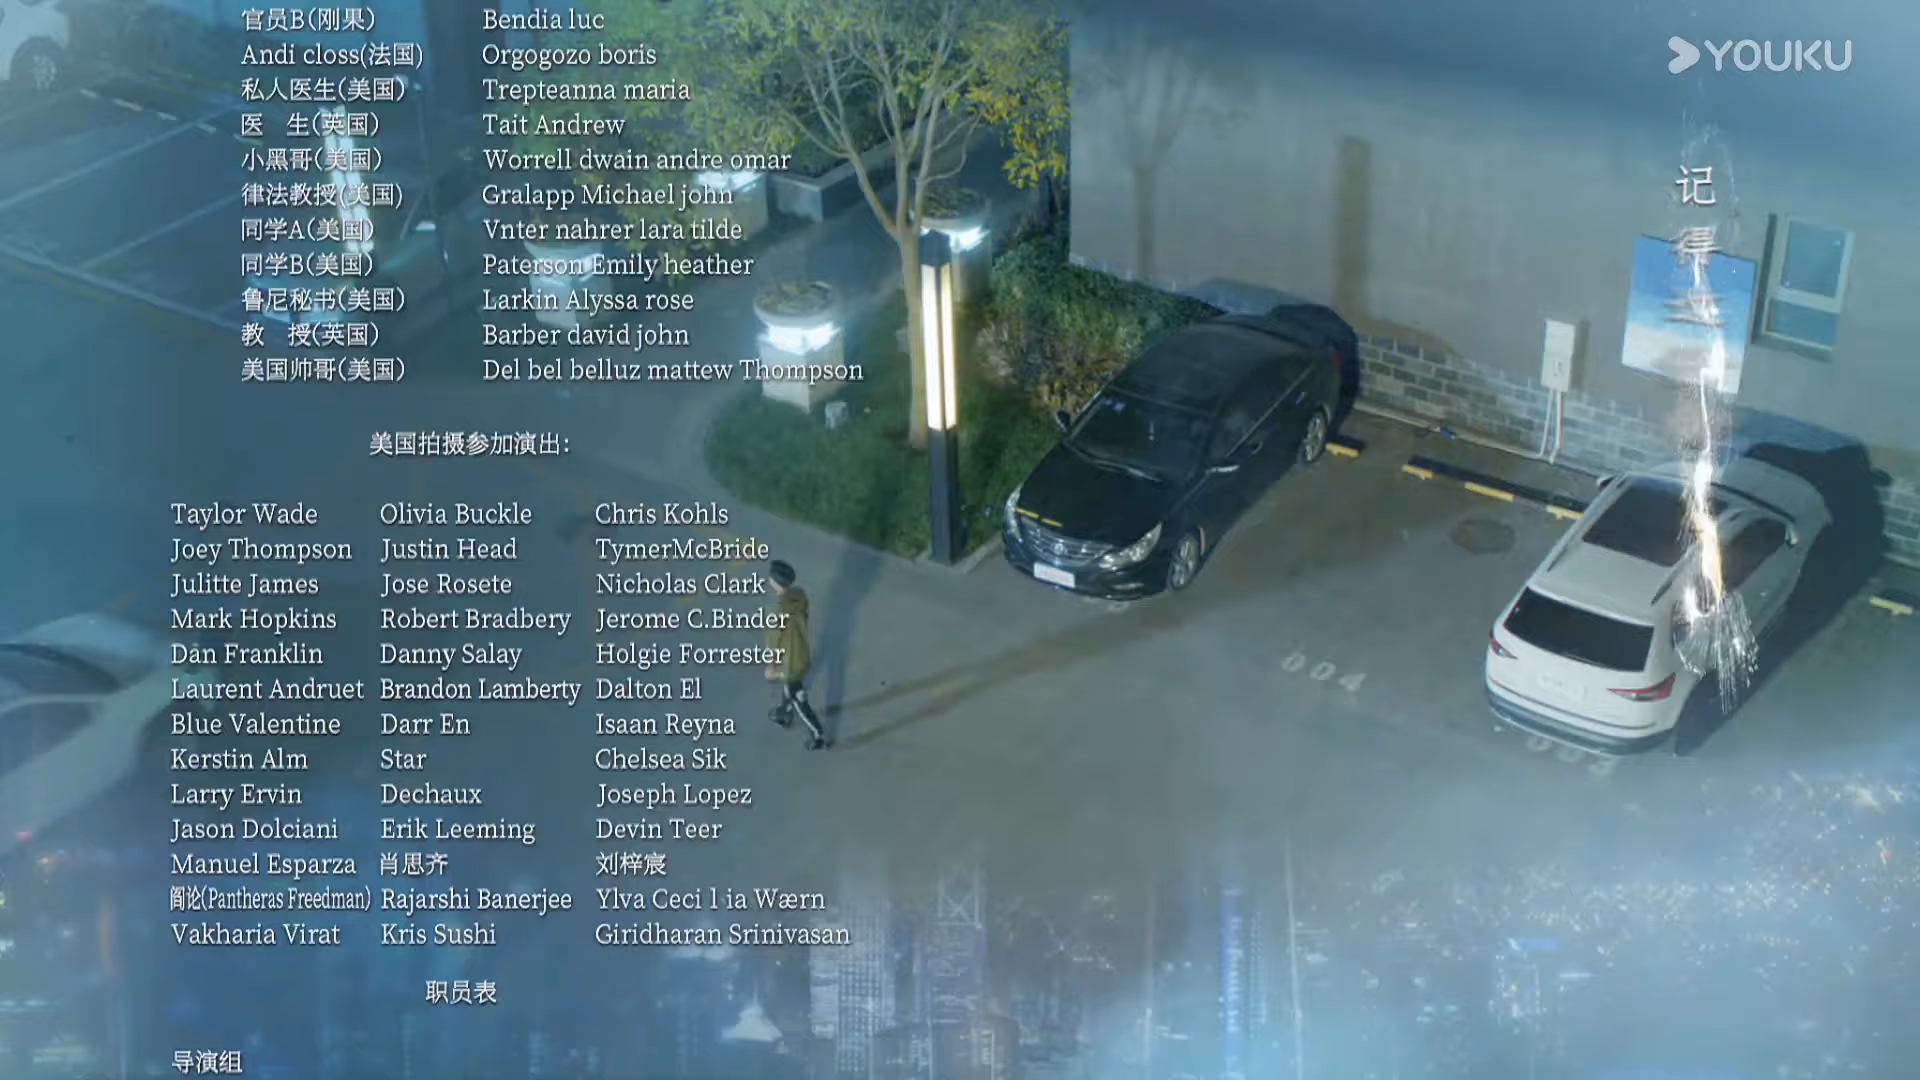 官员B(刚果) Bendia luc
Andi closs(法国) Orgogozo boris
私人医生(美国) Trepteanna maria
医 生(英国) Tait Andrew
小黑哥(美国) Worrell dwain andre omar
律法教授(美国) Gralapp Michael john
同学A(美国) Vnter nahrer lara tilde
同学B(美国) Paterson Emily heather
鲁尼秘书(美国) Larkin Alyssa rose
教 授(英国) Barber david john
美国帅哥(美国) Del bel belluz mattew Thompson
美国拍摄参加演出:
Taylor Wade Olivia Buckle Chris Kohls
Joey Thompson Justin Head TymerMcBride
Julitte James Jose Rosete Nicholas Clark
Mark Hopkins Robert Bradbery Jerome C.Binder
Dan Franklin Danny Salay Holgie Forrester
Laurent Andruet Brandon Lamberty Dalton El
Blue Valentine Darr En Isaan Reyna
Kerstin Alm Star Chelsea Sik
Larry Ervin Dechaux Joseph Lopez
Jason Dolciani Erik Leeming Devin Teer
Manuel Esparza 肖思齐 刘梓宸
阎论(Pantheras Freedman) Rajarshi Banerjee Ylva Ceci l ia Wærn
Vakharia Virat Kris Sushi Giridharan Srinivasan
职员表
导演组
YOUKU
记
得
004
003